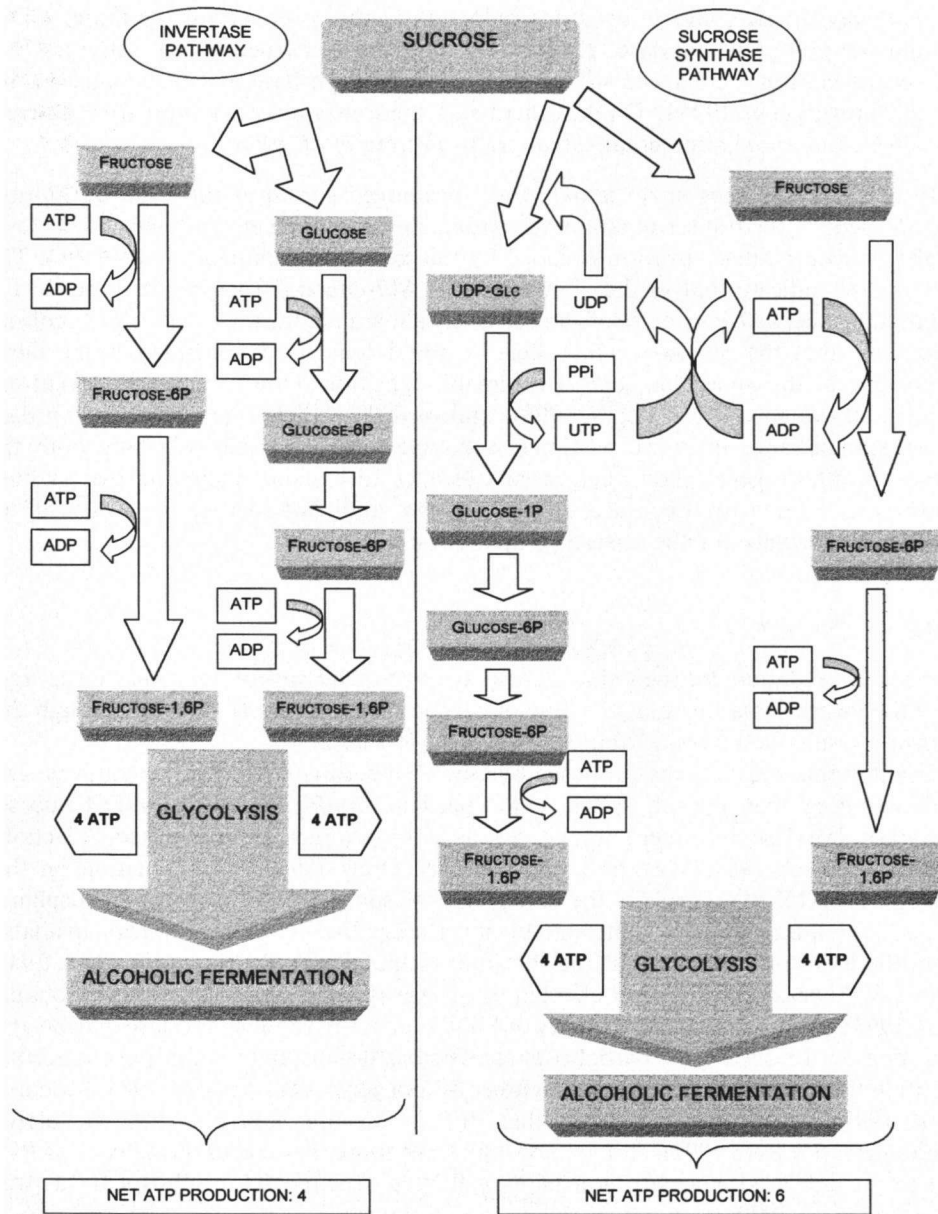 INVERTASE
PATHWAY
SUCROSE
SUCROSE
SYNTHASE
PATHWAY
FRUCTOSE
ATP
ADP
FRUCTOSE-6P
ATP
ADP
FRUCTOSE-1,6P
GLUCOSE
ATP
ADP
GLUCOSE-6P
FRUCTOSE-6P
ATP
ADP
FRUCTOSE-1,6P
4 ATP
GLYCOLYSIS
4 ATP
ALCOHOLIC FERMENTATION
NET ATP PRODUCTION: 4
UDP-GLC
UDP
PPi
UTP
GLUCOSE-1P
GLUCOSE-6P
FRUCTOSE-6P
ATP
ADP
FRUCTOSE-
1.6P
FRUCTOSE
ATP
ADP
FRUCTOSE-6P
ATP
ADP
FRUCTOSE-
1.6P
4 ATP
GLYCOLYSIS
4 ATP
ALCOHOLIC FERMENTATION
NET ATP PRODUCTION: 6